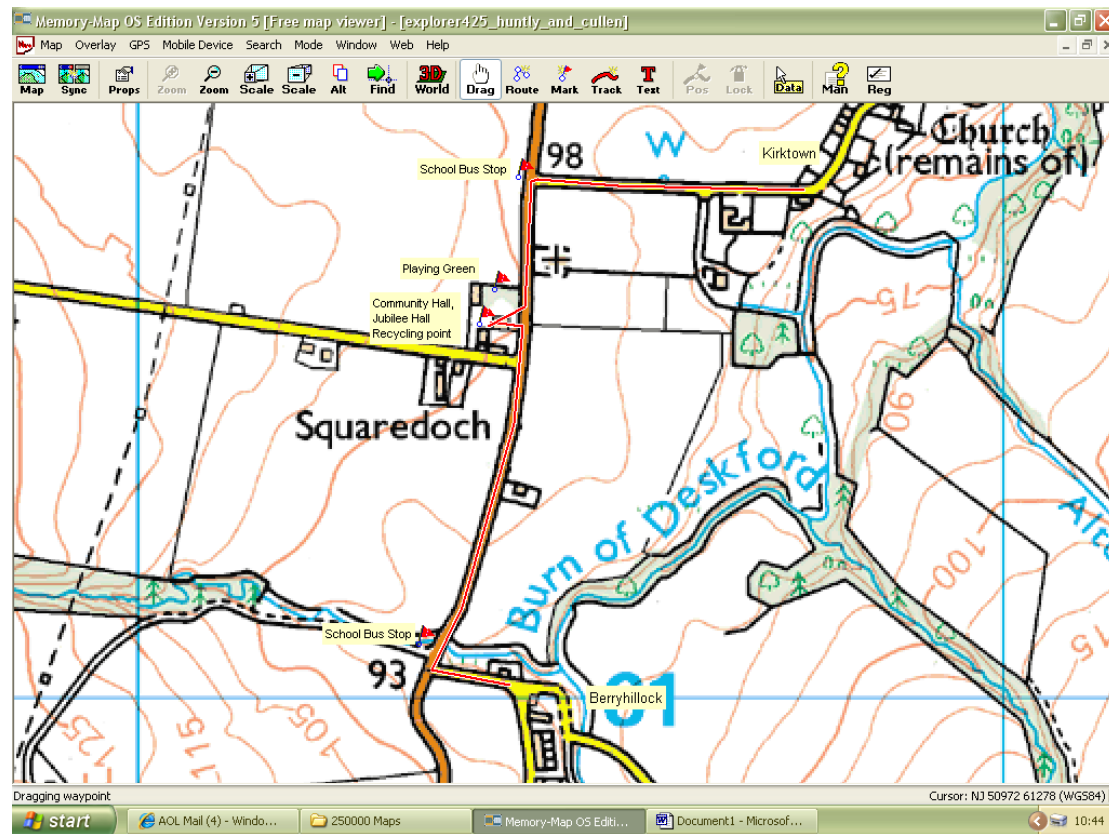 Memory-Map OS Edition Version 5 [Free map viewer] - [explorer425_huntly_and_cullen]
Map Overlay GPS Mobile Device Search Mode Window Web Help
Map Sync Props Zoom Zoom Scale Scale Alt Find World Drag Route Mark Track Text Pos Lock Data Man Reg
98
W
Church
(remains of)
Kirktown
School Bus Stop
Playing Green
Community Hall,
Jubilee Hall
Recycling point
75
90
Squaredoch
Burn of Deskford
100
School Bus Stop
93
Berryhillock
61
125
115
105
115
Dragging waypoint
Cursor: NJ 50972 61278 (WGS84)
start
AOL Mail (4) - Windo...
250000 Maps
Memory-Map OS Editi...
Document1 - Microsof...
10:44